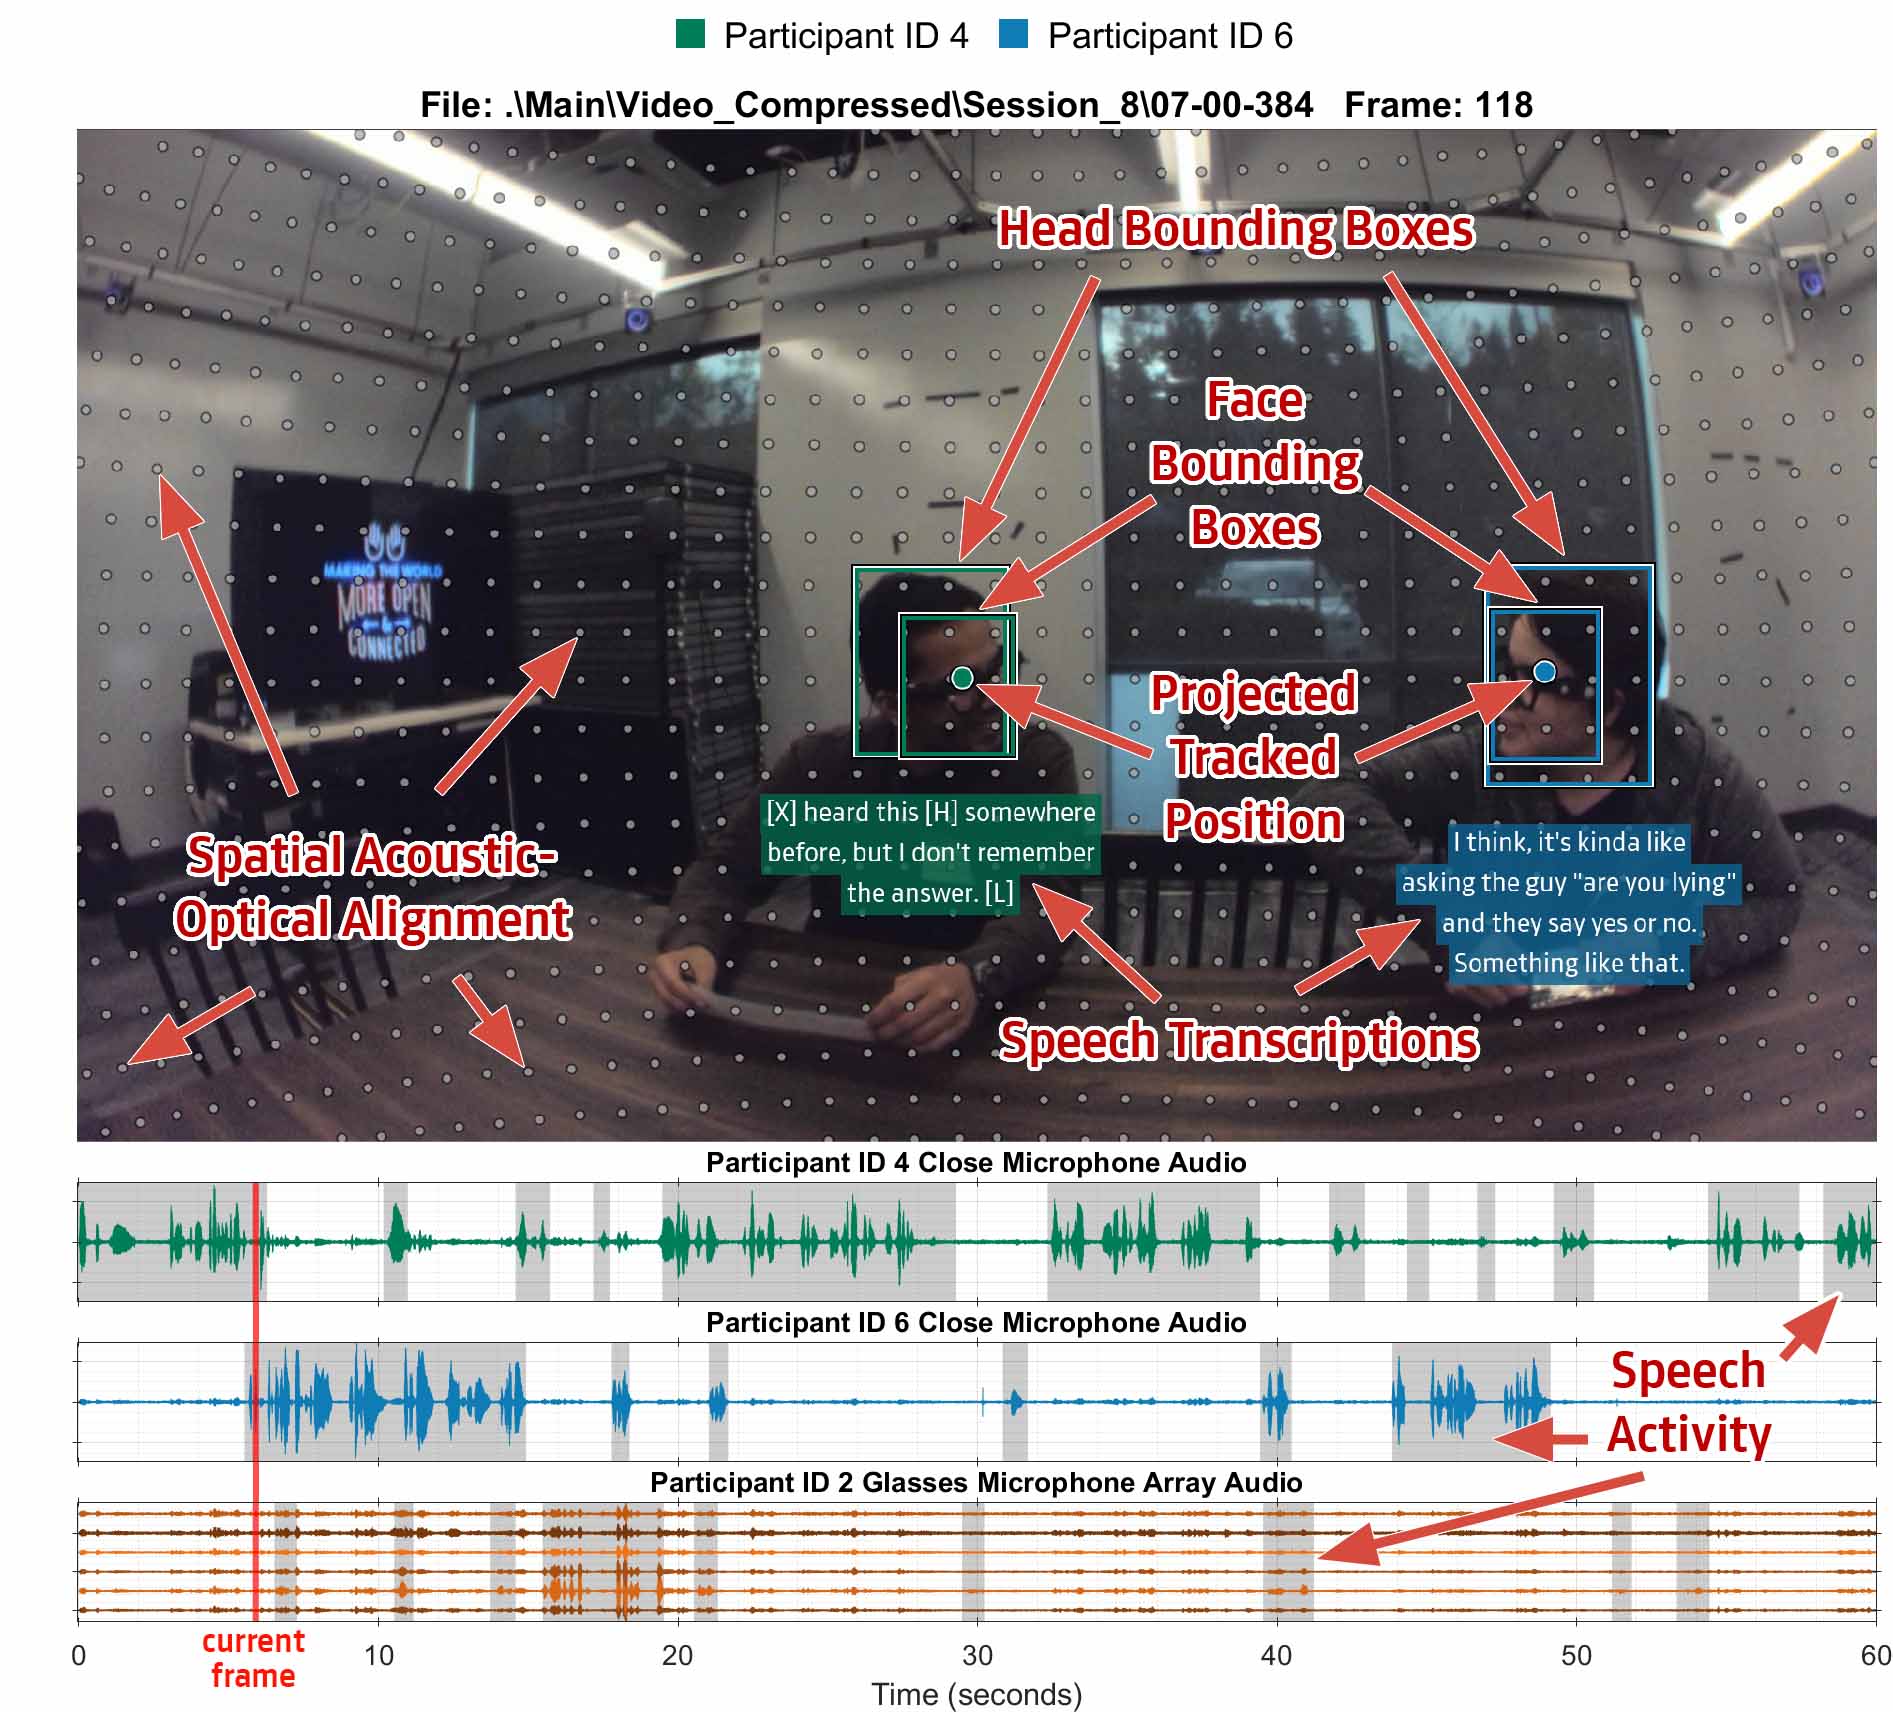 Participant ID 4 Participant ID 6
File: .\Main\Video_Compressed\Session_8\07-00-384 Frame: 118
Head Bounding Boxes
Face
Bounding
Boxes
MAKING THE WORLD
MORE OPEN
&
CONNECTED
Projected
Tracked
Position
[X] heard this [H] somewhere
before, but I don't remember
the answer. [L]
I think, it's kinda like
asking the guy "are you lying"
and they say yes or no.
Something like that.
Spatial Acoustic-
Optical Alignment
Speech Transcriptions
Participant ID 4 Close Microphone Audio
Participant ID 6 Close Microphone Audio
Speech
Activity
Participant ID 2 Glasses Microphone Array Audio
0 10 20 30 40 50 60
current
frame
Time (seconds)